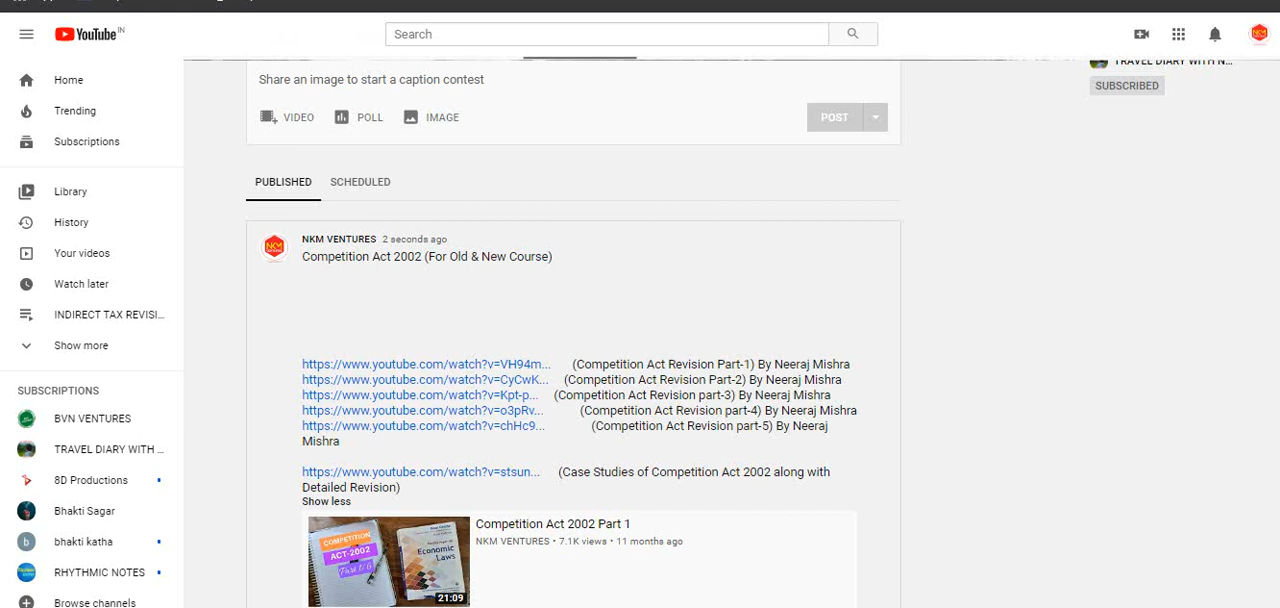 YouTube IN
Search
Home
Trending
Subscriptions
Library
History
Your videos
Watch later
INDIRECT TAX REVISI...
Show more
SUBSCRIPTIONS
BVN VENTURES
TRAVEL DIARY WITH ...
8D Productions
Bhakti Sagar
bhakti katha
RHYTHMIC NOTES
Browse channels
Share an image to start a caption contest
VIDEO POLL IMAGE POST
PUBLISHED SCHEDULED
NKM VENTURES 2 seconds ago
Competition Act 2002 (For Old & New Course)
https://www.youtube.com/watch?v=VH94m... (Competition Act Revision Part-1) By Neeraj Mishra
https://www.youtube.com/watch?v=CyCwK... (Competition Act Revision Part-2) By Neeraj Mishra
https://www.youtube.com/watch?v=Kpt-p... (Competition Act Revision part-3) By Neeraj Mishra
https://www.youtube.com/watch?v=o3pRv... (Competition Act Revision part-4) By Neeraj Mishra
https://www.youtube.com/watch?v=chHc9... (Competition Act Revision part-5) By Neeraj
Mishra
https://www.youtube.com/watch?v=stsun... (Case Studies of Competition Act 2002 along with
Detailed Revision)
Show less
COMPETITION
ACT-2002
Part 1/6
Economic
Laws
21:09
Competition Act 2002 Part 1
NKM VENTURES • 7.1K views • 11 months ago
TRAVEL DIARY WITH N...
SUBSCRIBED